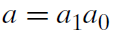 a = a₁a₀